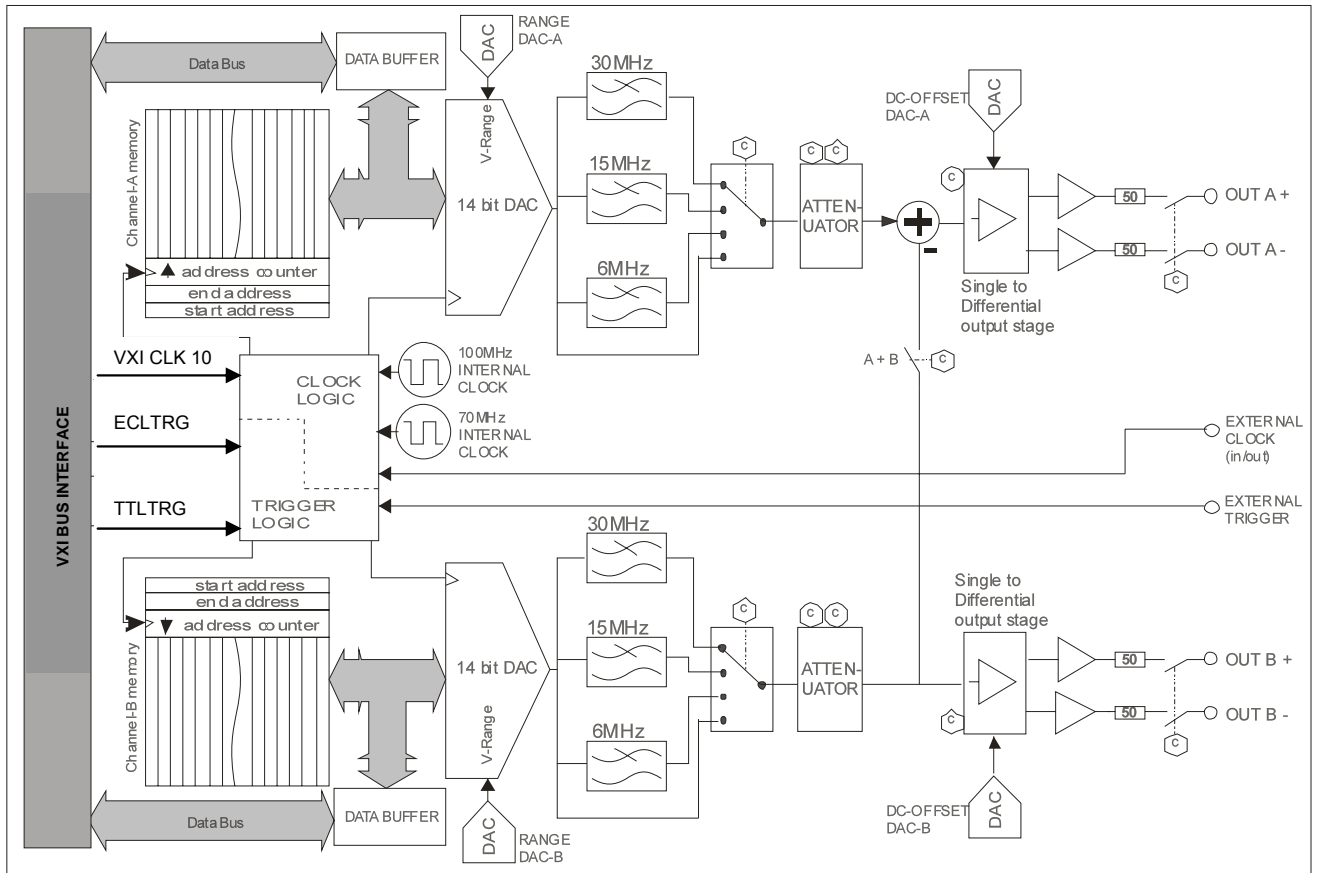 RANGE
DAC-A
DAC
Data Bus
DATA BUFFER
30MHz
DC-OFFSET
DAC-A
DAC
Channel-A memory
V-Range
14 bit DAC
15MHz
C
C C
ATTEN-
UATOR
C
50
OUT A +
50
OUT A -
C
6MHz
address counter
end address
start address
Single to
Differential
output stage
VXI BUS INTERFACE
VXI CLK 10
CLOCK
LOGIC
100MHz
INTERNAL
CLOCK
A + B
C
ECLTRG
70MHz
INTERNAL
CLOCK
EXTERNAL
CLOCK
(in/out)
TTLTRG
TRIGGER
LOGIC
EXTERNAL
TRIGGER
30MHz
start address
end address
address counter
Channel-B memory
14 bit DAC
V-Range
15MHz
C
C C
ATTEN-
UATOR
Single to
Differential
output stage
50
OUT B +
C
50
OUT B -
C
6MHz
Data Bus
DATA BUFFER
DAC
RANGE
DAC-B
DC-OFFSET
DAC-B
DAC